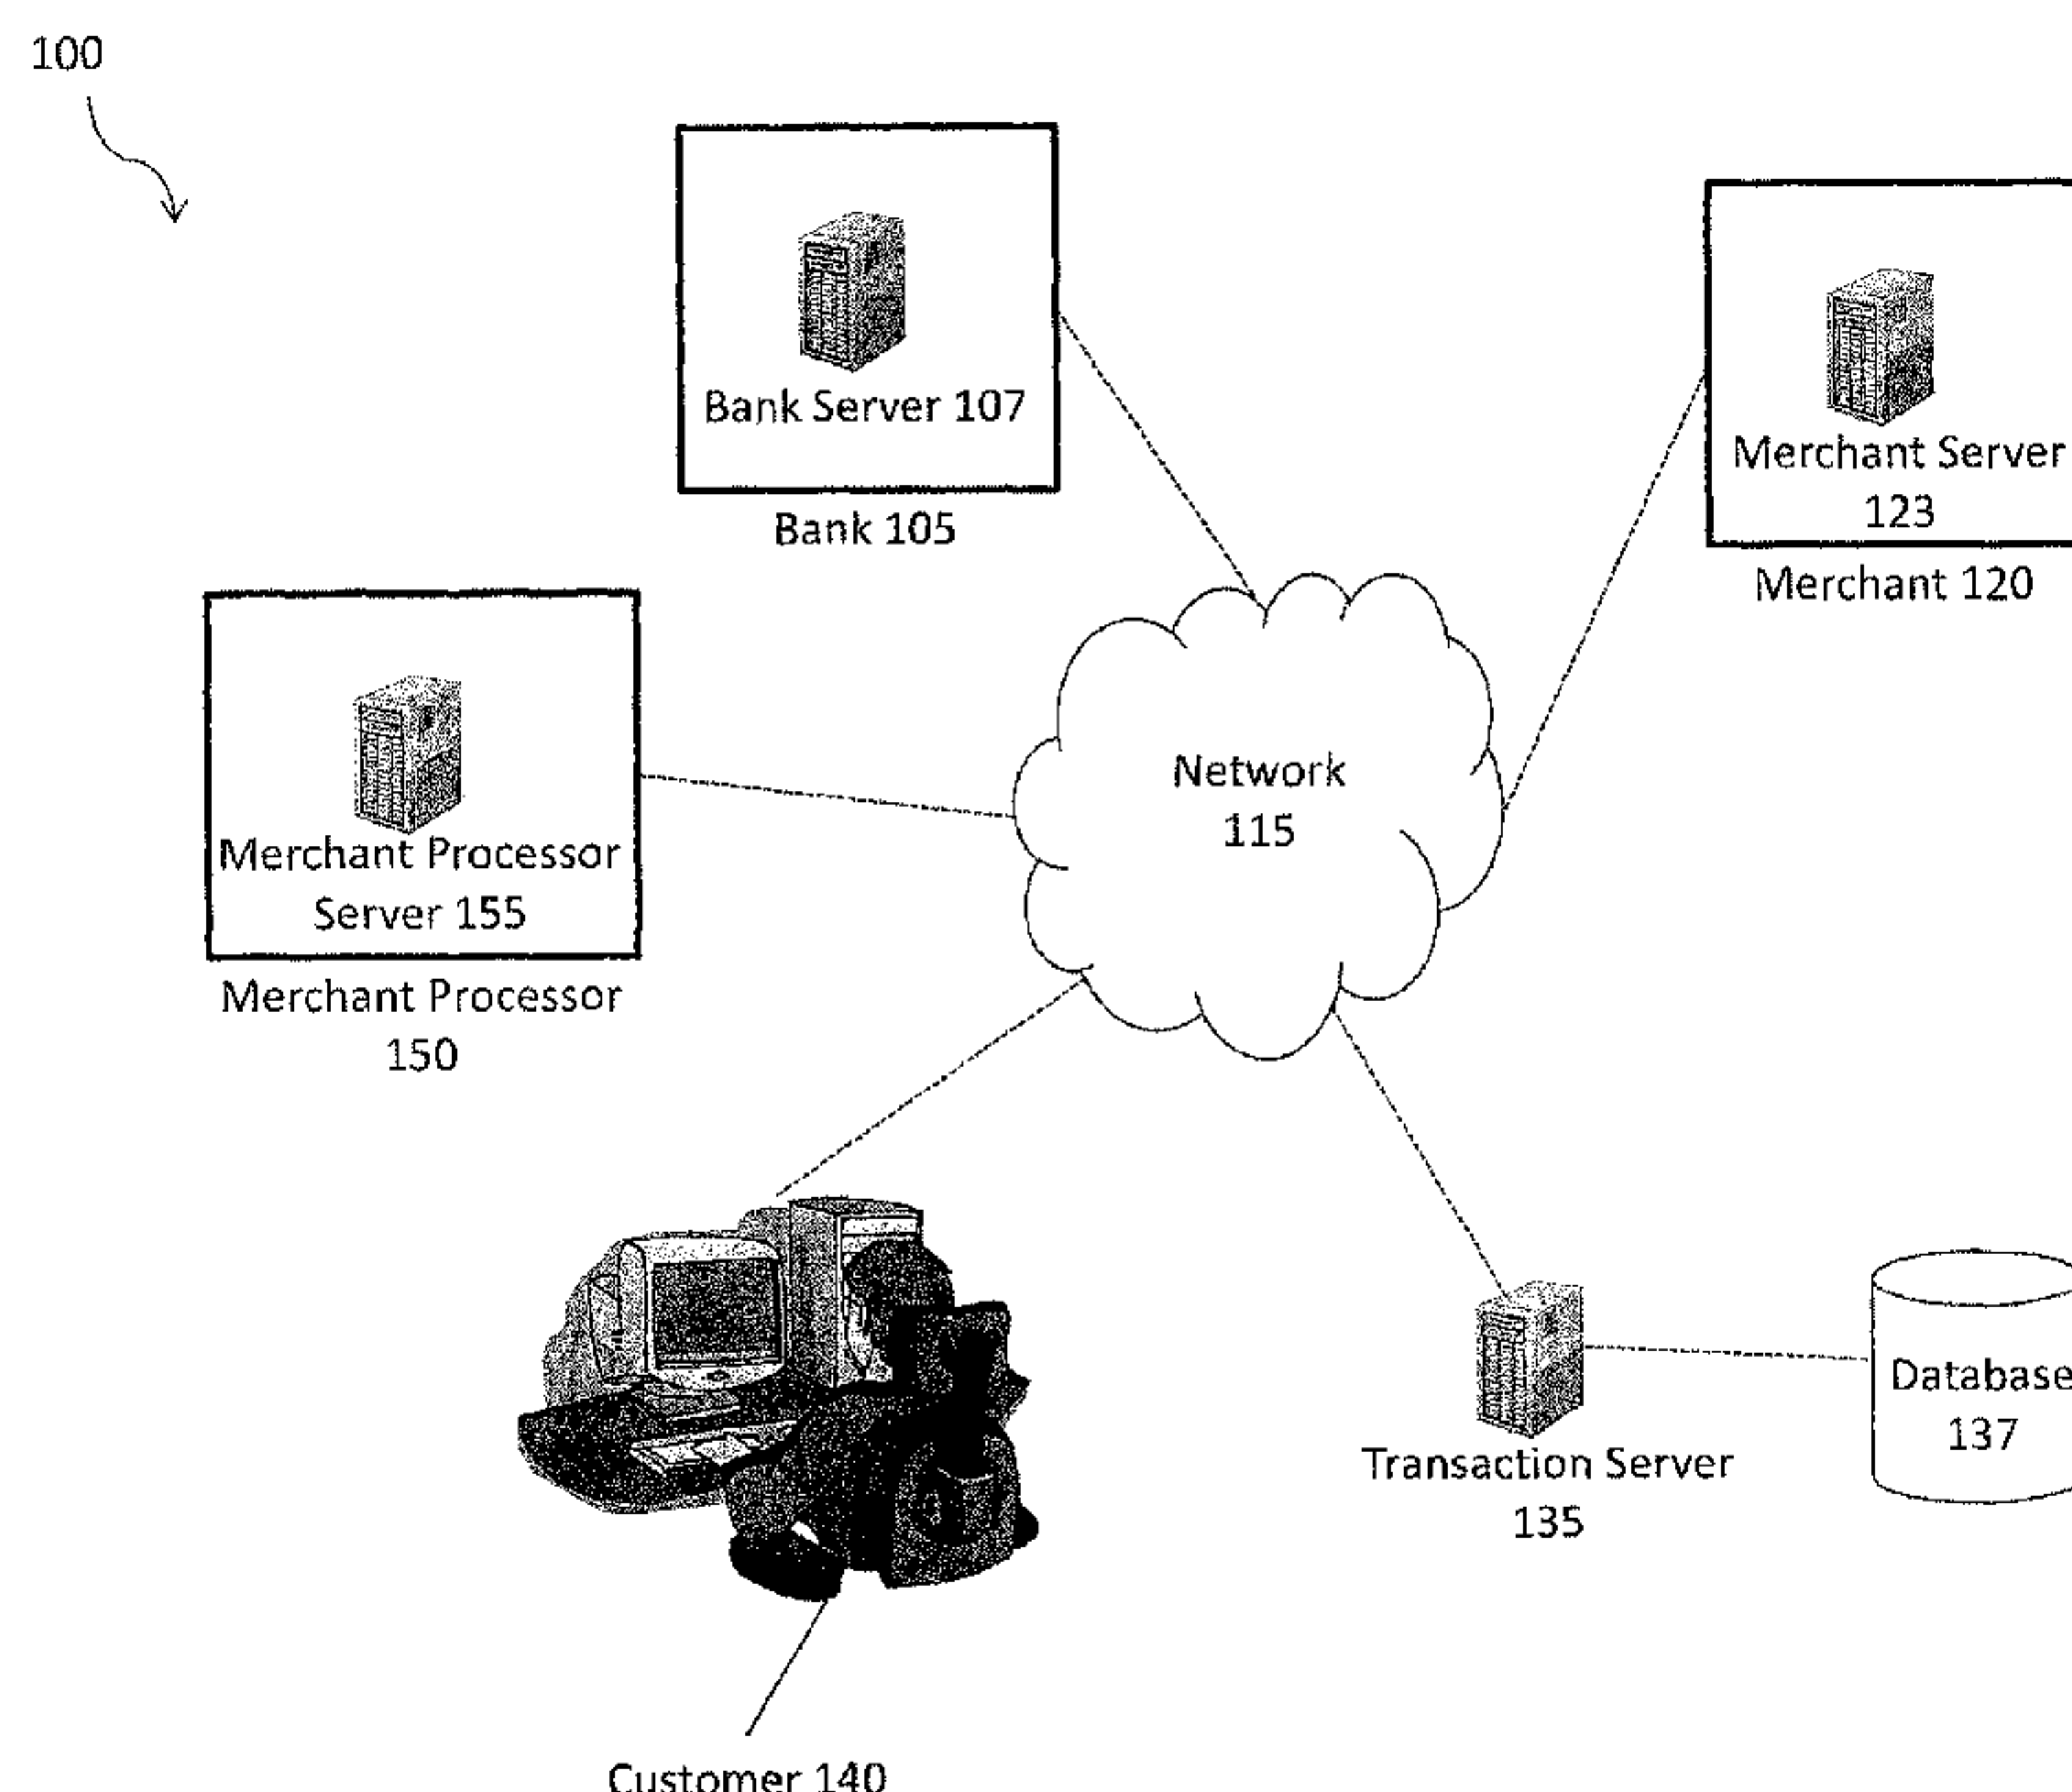 100
Bank Server 107
Bank 105
Merchant Server
123
Merchant 120
Merchant Processor
Server 155
Merchant Processor
150
Network
115
Database
137
Transaction Server
135
Customer 140